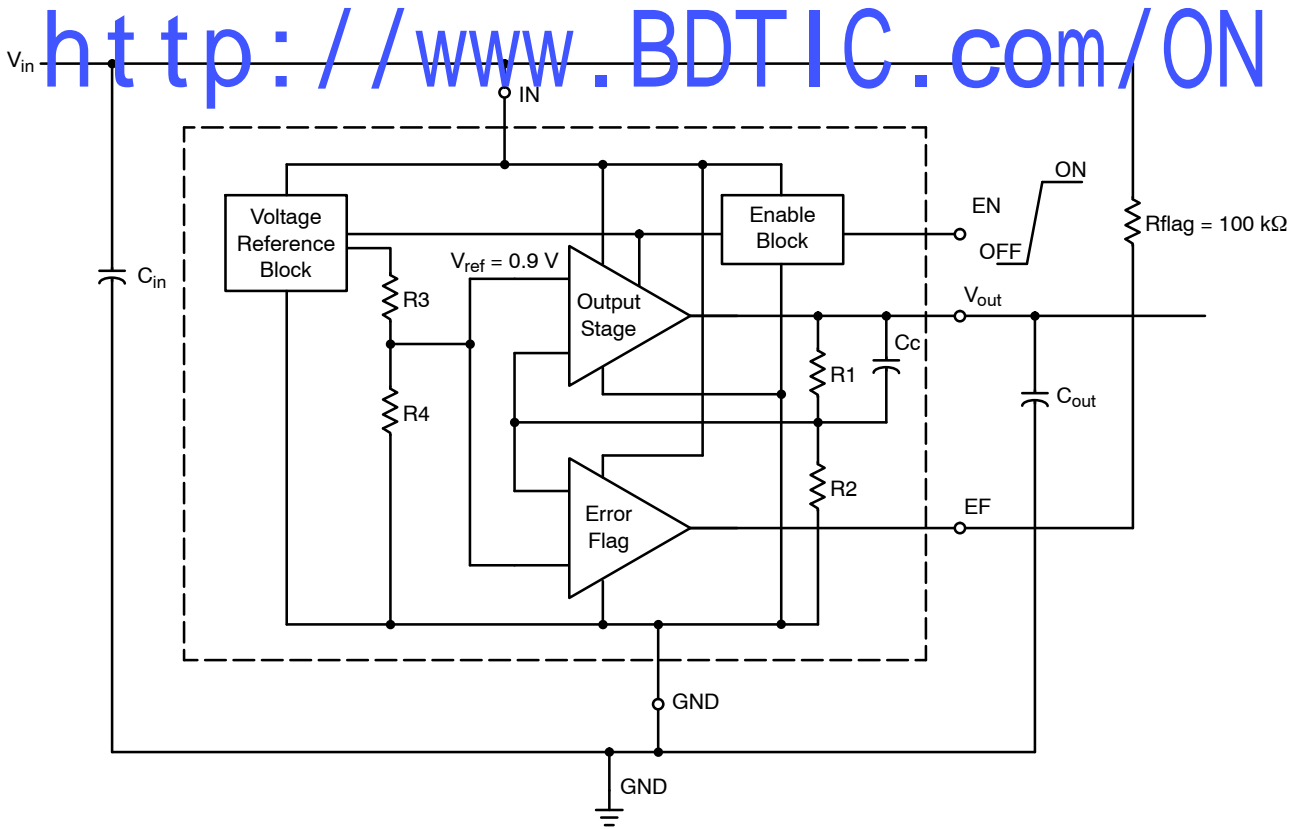 http://www.BDTIC.com/ON
Vin
IN
Voltage
Reference
Block
Enable
Block
EN
ON
OFF
Rflag = 100 kΩ
Cin
R3
Vref = 0.9 V
Output
Stage
Vout
Cc
R1
R4
Cout
R2
Error
Flag
EF
GND
GND